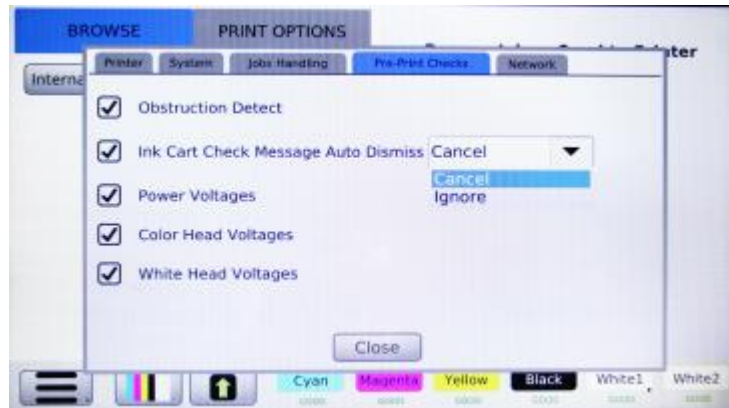 BROWSE PRINT OPTIONS
Printer System Jobs Handling Pre-Print Checks Network
Interna
Obstruction Detect
Ink Cart Check Message Auto Dismiss Cancel
Cancel
Ignore
Power Voltages
Color Head Voltages
White Head Voltages
Close
Cyan Magenta Yellow Black White1 White2